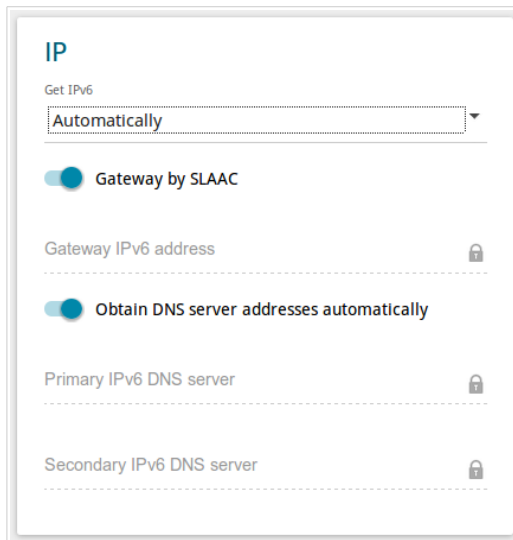 IP
Get IPv6
Automatically
Gateway by SLAAC
Gateway IPv6 address
Obtain DNS server addresses automatically
Primary IPv6 DNS server
Secondary IPv6 DNS server